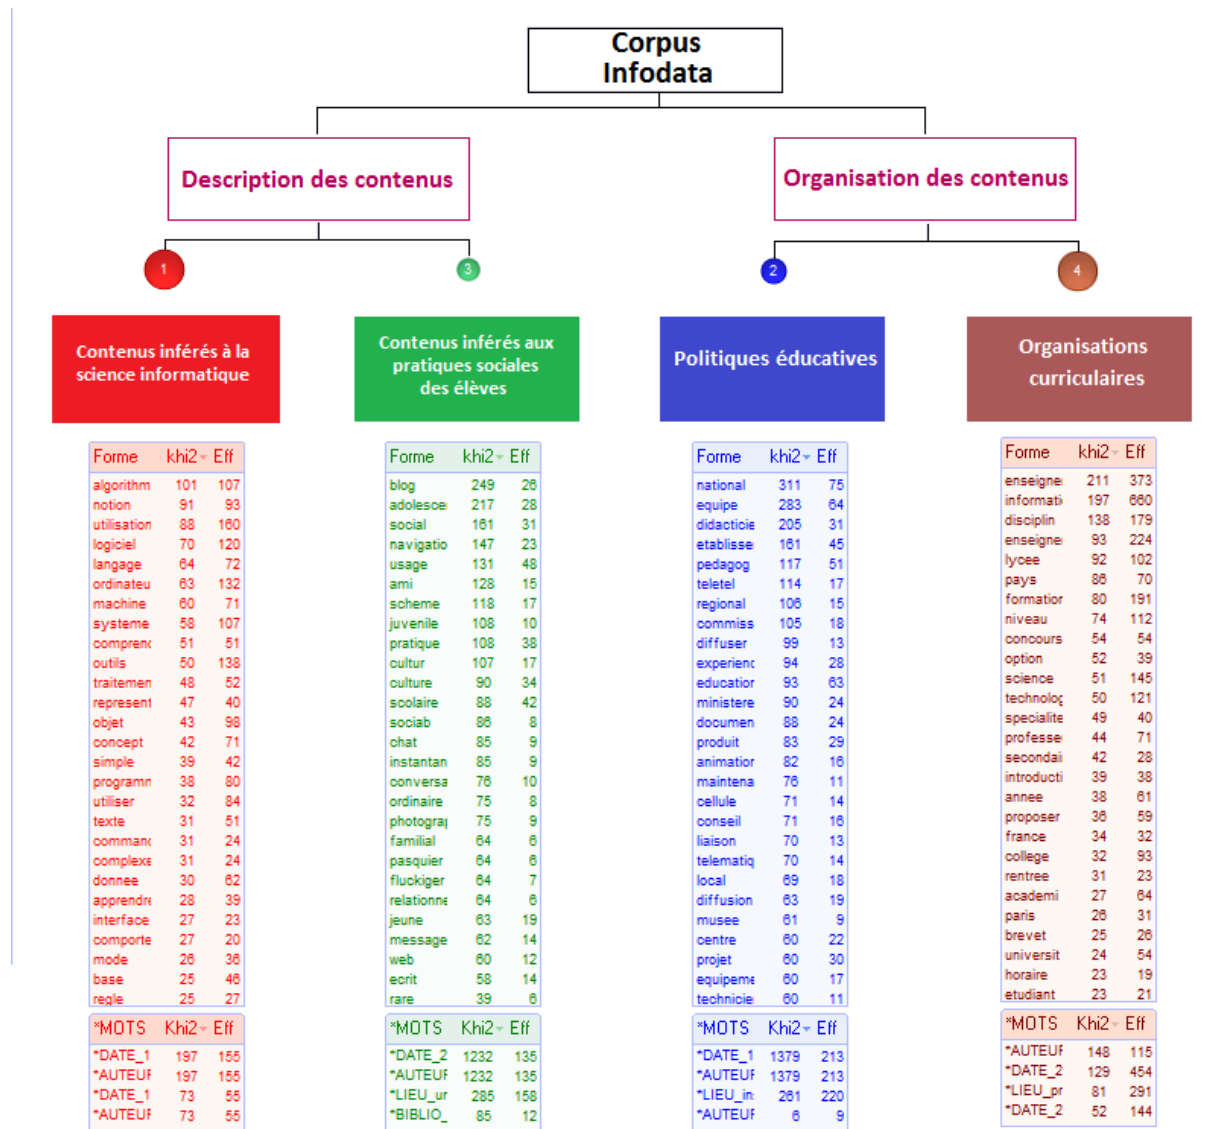 Corpus
Infodata
Description des contenus
Organisation des contenus
1
3
2
4
Contenus inférés à la
science informatique
Contenus inférés aux
pratiques sociales
des élèves
Politiques éducatives
Organisations
curriculaires
Forme khi2 Eff
algorithm 101 107
notion 91 93
utilisation 88 160
logiciel 70 120
langage 64 72
ordinateu 63 132
machine 60 71
systeme 58 107
comprenc 51 51
outils 50 138
traitemen 48 52
represent 47 40
objet 43 98
concept 42 71
simple 39 42
programn 38 80
utiliser 32 84
texte 31 51
commanc 31 24
complexe 31 24
donnee 30 62
apprendre 28 39
interface 27 23
comporte 27 20
mode 26 36
base 25 46
regle 25 27
*MOTS Khi2 Eff
*DATE_1 197 155
*AUTEUF 197 155
*DATE_1 73 55
*AUTEUF 73 55
Forme khi2 Eff
blog 249 26
adolesce 217 28
social 161 31
navigatio 147 23
usage 131 48
ami 128 15
scheme 118 17
juvenile 108 10
pratique 108 38
cultur 107 17
culture 90 34
scolaire 88 42
sociab 86 8
chat 85 9
instantan 85 9
conversa 76 10
ordinaire 75 8
photograp 75 9
familial 64 6
pasquier 64 6
fluckiger 64 7
relationne 64 6
jeune 63 19
message 62 14
web 60 12
ecrit 58 14
rare 39 6
*MOTS Khi2 Eff
*DATE_2 1232 135
*AUTEUF 1232 135
*LIEU_ur 285 158
*BIBLIO_ 85 12
Forme khi2 Eff
national 311 75
equipe 283 64
didacticie 205 31
etablisse 161 45
pedagog 117 51
teletel 114 17
regional 106 15
commiss 105 18
diffuser 99 13
experienc 94 28
educatior 93 63
ministere 90 24
documen 88 24
produit 83 29
animatior 82 16
maintena 76 11
cellule 71 14
conseil 71 16
liaison 70 13
telematiq 70 14
local 69 18
diffusion 63 19
musee 61 9
centre 60 22
projet 60 30
equipeme 60 17
technicie 60 11
*MOTS Khi2 Eff
*DATE_1 1379 213
*AUTEUF 1379 213
*LIEU_in: 261 220
*AUTEUF 6 9
Forme khi2 Eff
enseigne 211 373
informati 197 660
disciplin 138 179
enseigne 93 224
lycee 92 102
pays 86 70
formatior 80 191
niveau 74 112
concours 54 54
option 52 39
science 51 145
technolog 50 121
specialite 49 40
professe 44 71
secondai 42 28
introducti 39 38
annee 38 61
proposer 36 59
france 34 32
college 32 93
rentree 31 23
academi 27 64
paris 26 31
brevet 25 26
universit 24 54
horaire 23 19
etudiant 23 21
*MOTS Khi2 Eff
*AUTEUF 148 115
*DATE_2 129 454
*LIEU_pr 81 291
*DATE_2 52 144